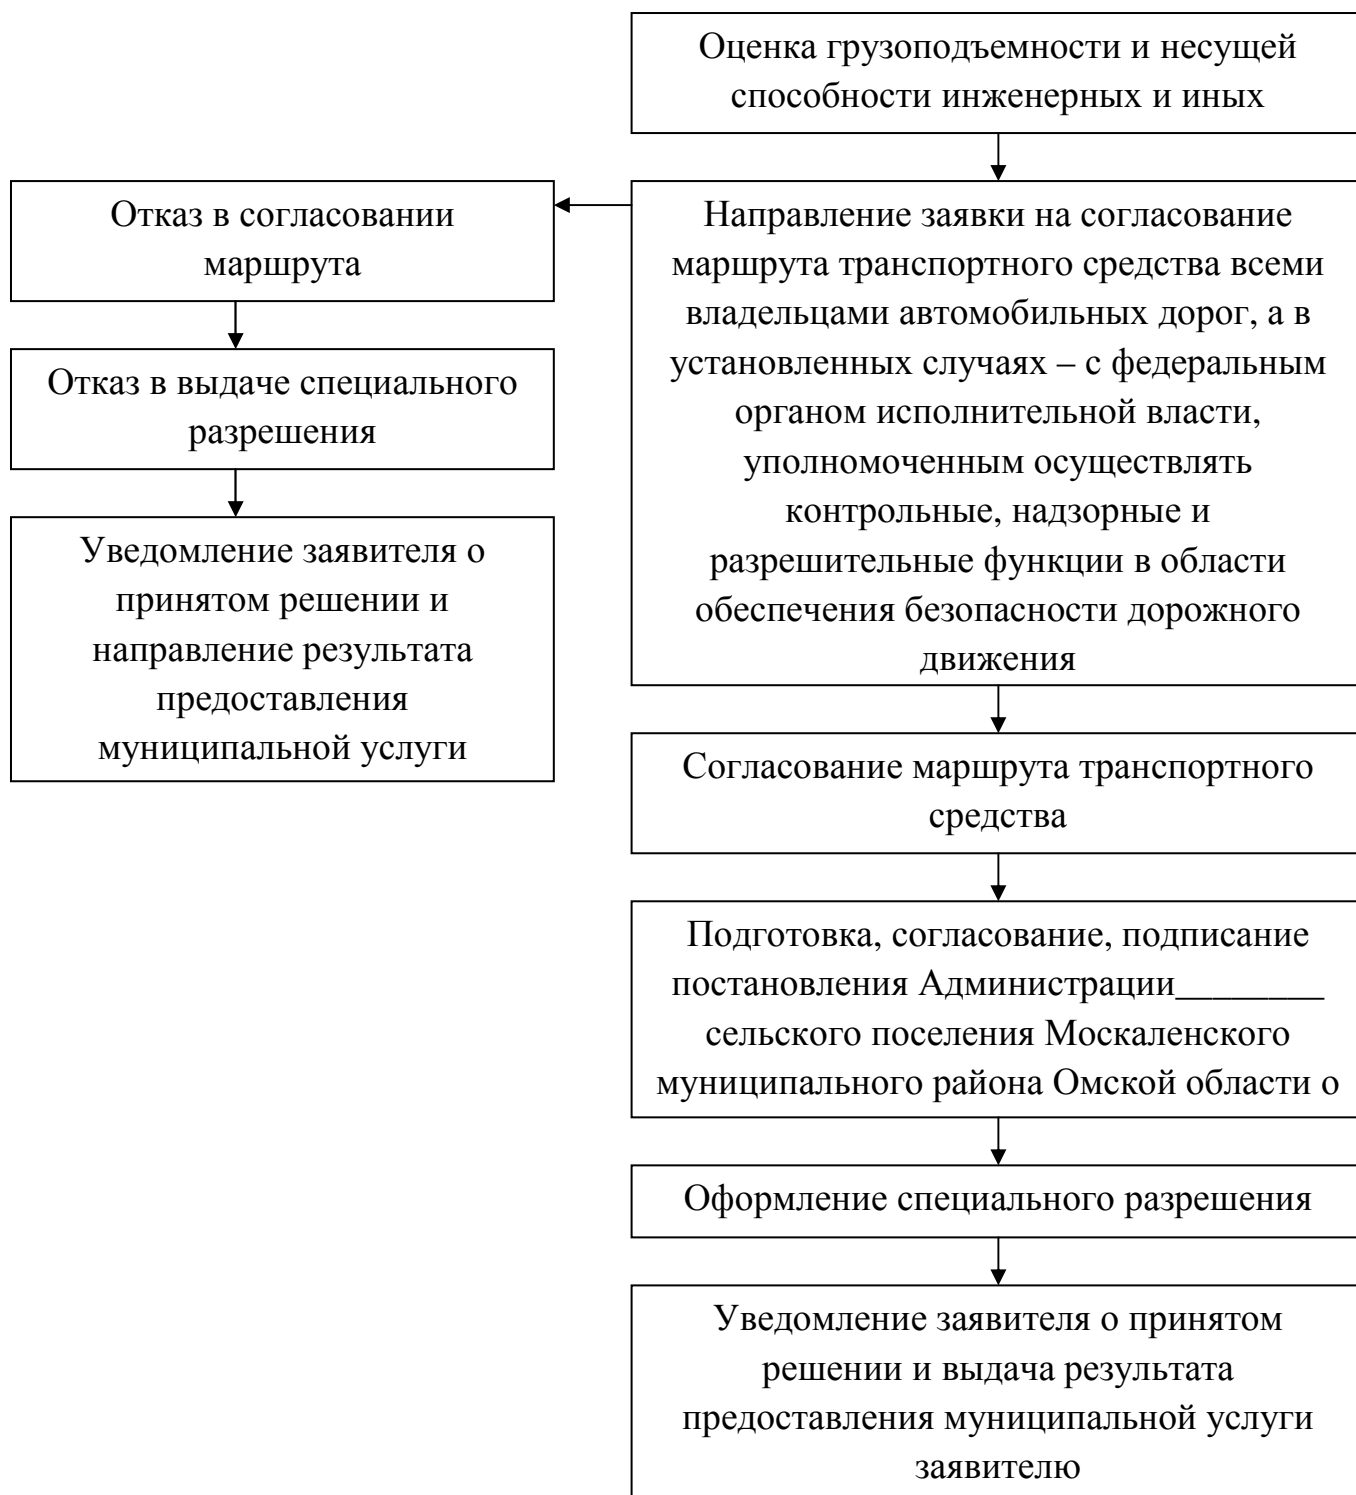 Оценка грузоподъемности и несущей
способности инженерных и иных
Направление заявки на согласование
маршрута транспортного средства всеми
владельцами автомобильных дорог, а в
установленных случаях – с федеральным
органом исполнительной власти,
уполномоченным осуществлять
контрольные, надзорные и
разрешительные функции в области
обеспечения безопасности дорожного
движения
Отказ в согласовании
маршрута
Отказ в выдаче специального
разрешения
Уведомление заявителя о
принятом решении и
направление результата
предоставления
муниципальной услуги
Согласование маршрута транспортного
средства
Подготовка, согласование, подписание
постановления Администрации________
сельского поселения Москаленского
муниципального района Омской области о
Оформление специального разрешения
Уведомление заявителя о принятом
решении и выдача результата
предоставления муниципальной услуги
заявителю